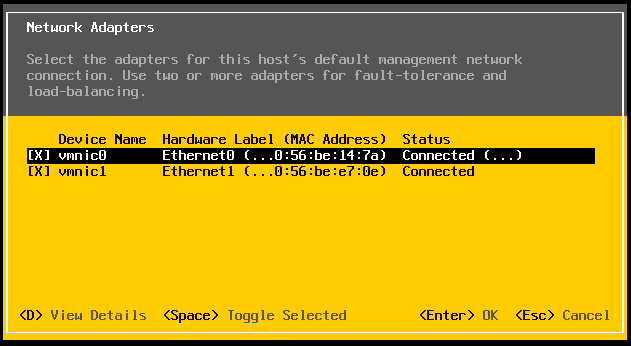 Network Adapters
Select the adapters for this host's default management network
connection. Use two or more adapters for fault-tolerance and
load-balancing.
Device Name Hardware Label (MAC Address) Status
[X] vmnic0 Ethernet0 (...0:56:be:14:7a) Connected (...)
[X] vmnic1 Ethernet1 (...0:56:be:e7:0e) Connected
<D> View Details <Space> Toggle Selected <Enter> OK <Esc> Cancel